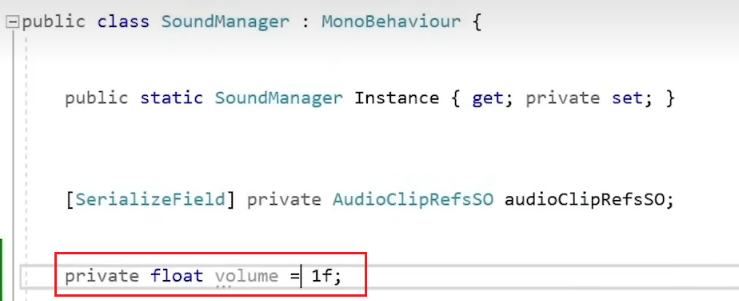 public class SoundManager : MonoBehaviour {
public static SoundManager Instance { get; private set; }
[SerializeField] private AudioClipRefsSO audioClipRefsSO;
private float volume = 1f;